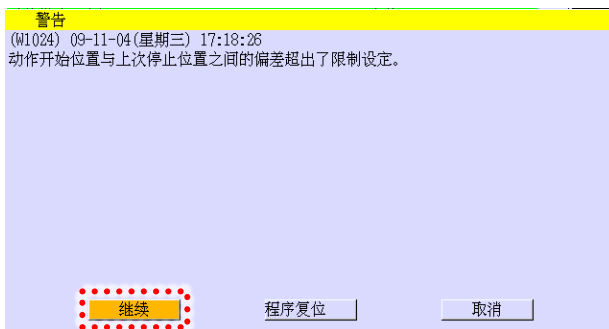 警告
(W1024) 09-11-04(星期三) 17:18:26
动作开始位置与上次停止位置之间的偏差超出了限制设定。
继续 程序复位 取消